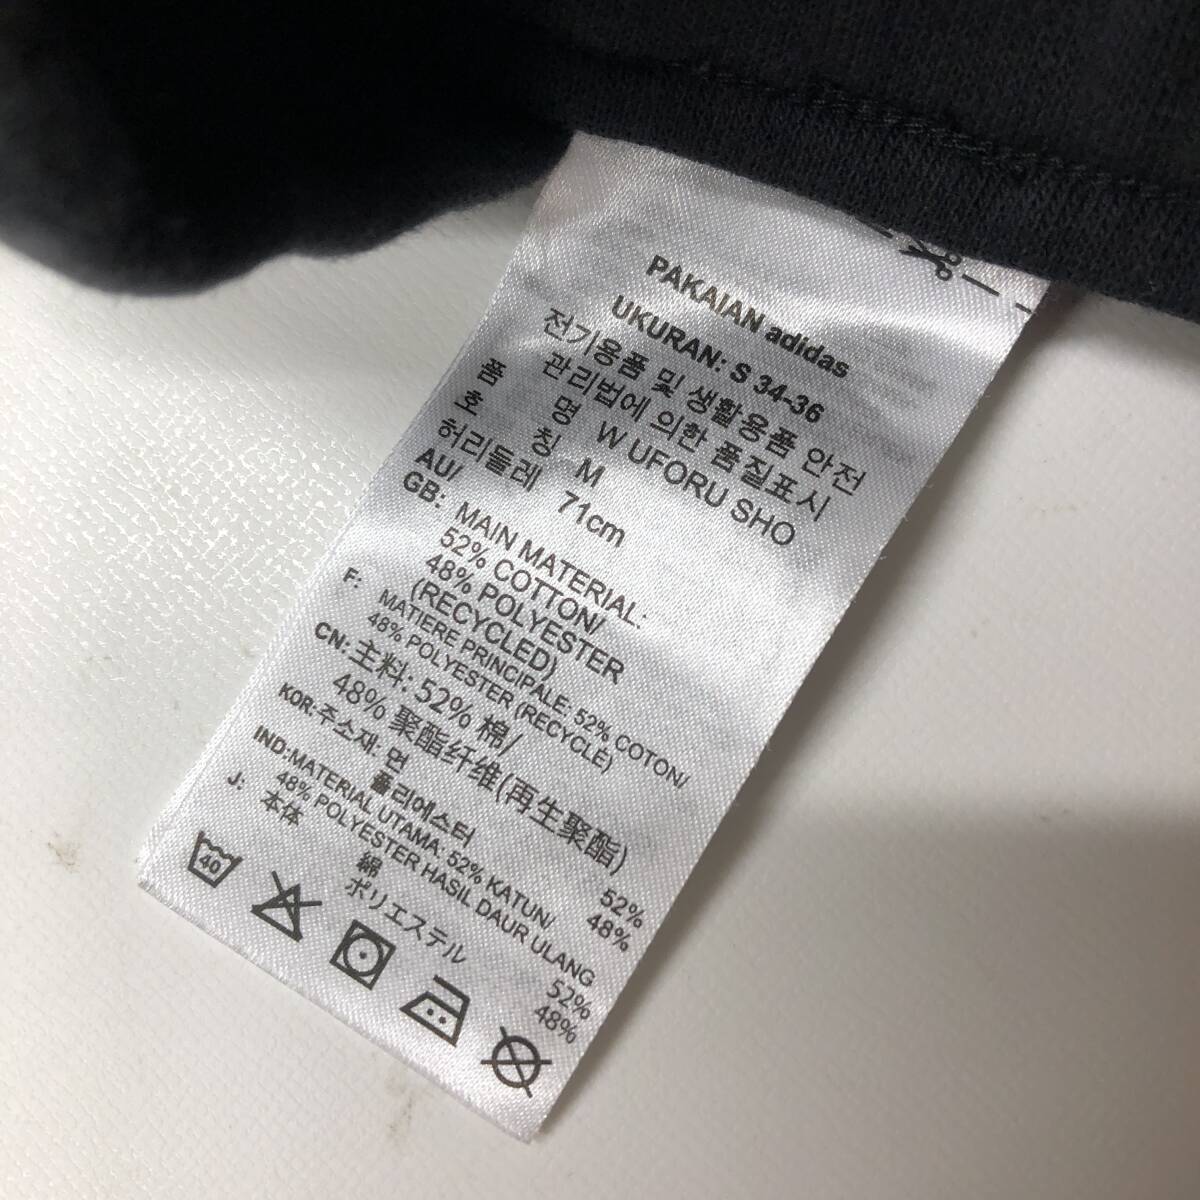 PAKAIAN adidas
UKURAN: S 34-36
전기용품 및 생활용품 안전
관리법에 의한 품질표시
품 명 W UFORU SHO
호 칭 M
허리둘레 71cm
AU/
GB: MAIN MATERIAL:
52% COTTON/
48% POLYESTER
(RECYCLED)
F: MATIERE PRINCIPALE: 52% COTON/
48% POLYESTER (RECYCLÉ)
CN: 主料: 52% 棉/
48% 聚酯纤维(再生聚酯)
KOR: 주소재: 면 52%
폴리에스터 48%
IND:MATERIAL UTAMA: 52% KATUN/
48% POLYESTER HASIL DAUR ULANG
J: 本体 綿 52%
ポリエステル 48%
40